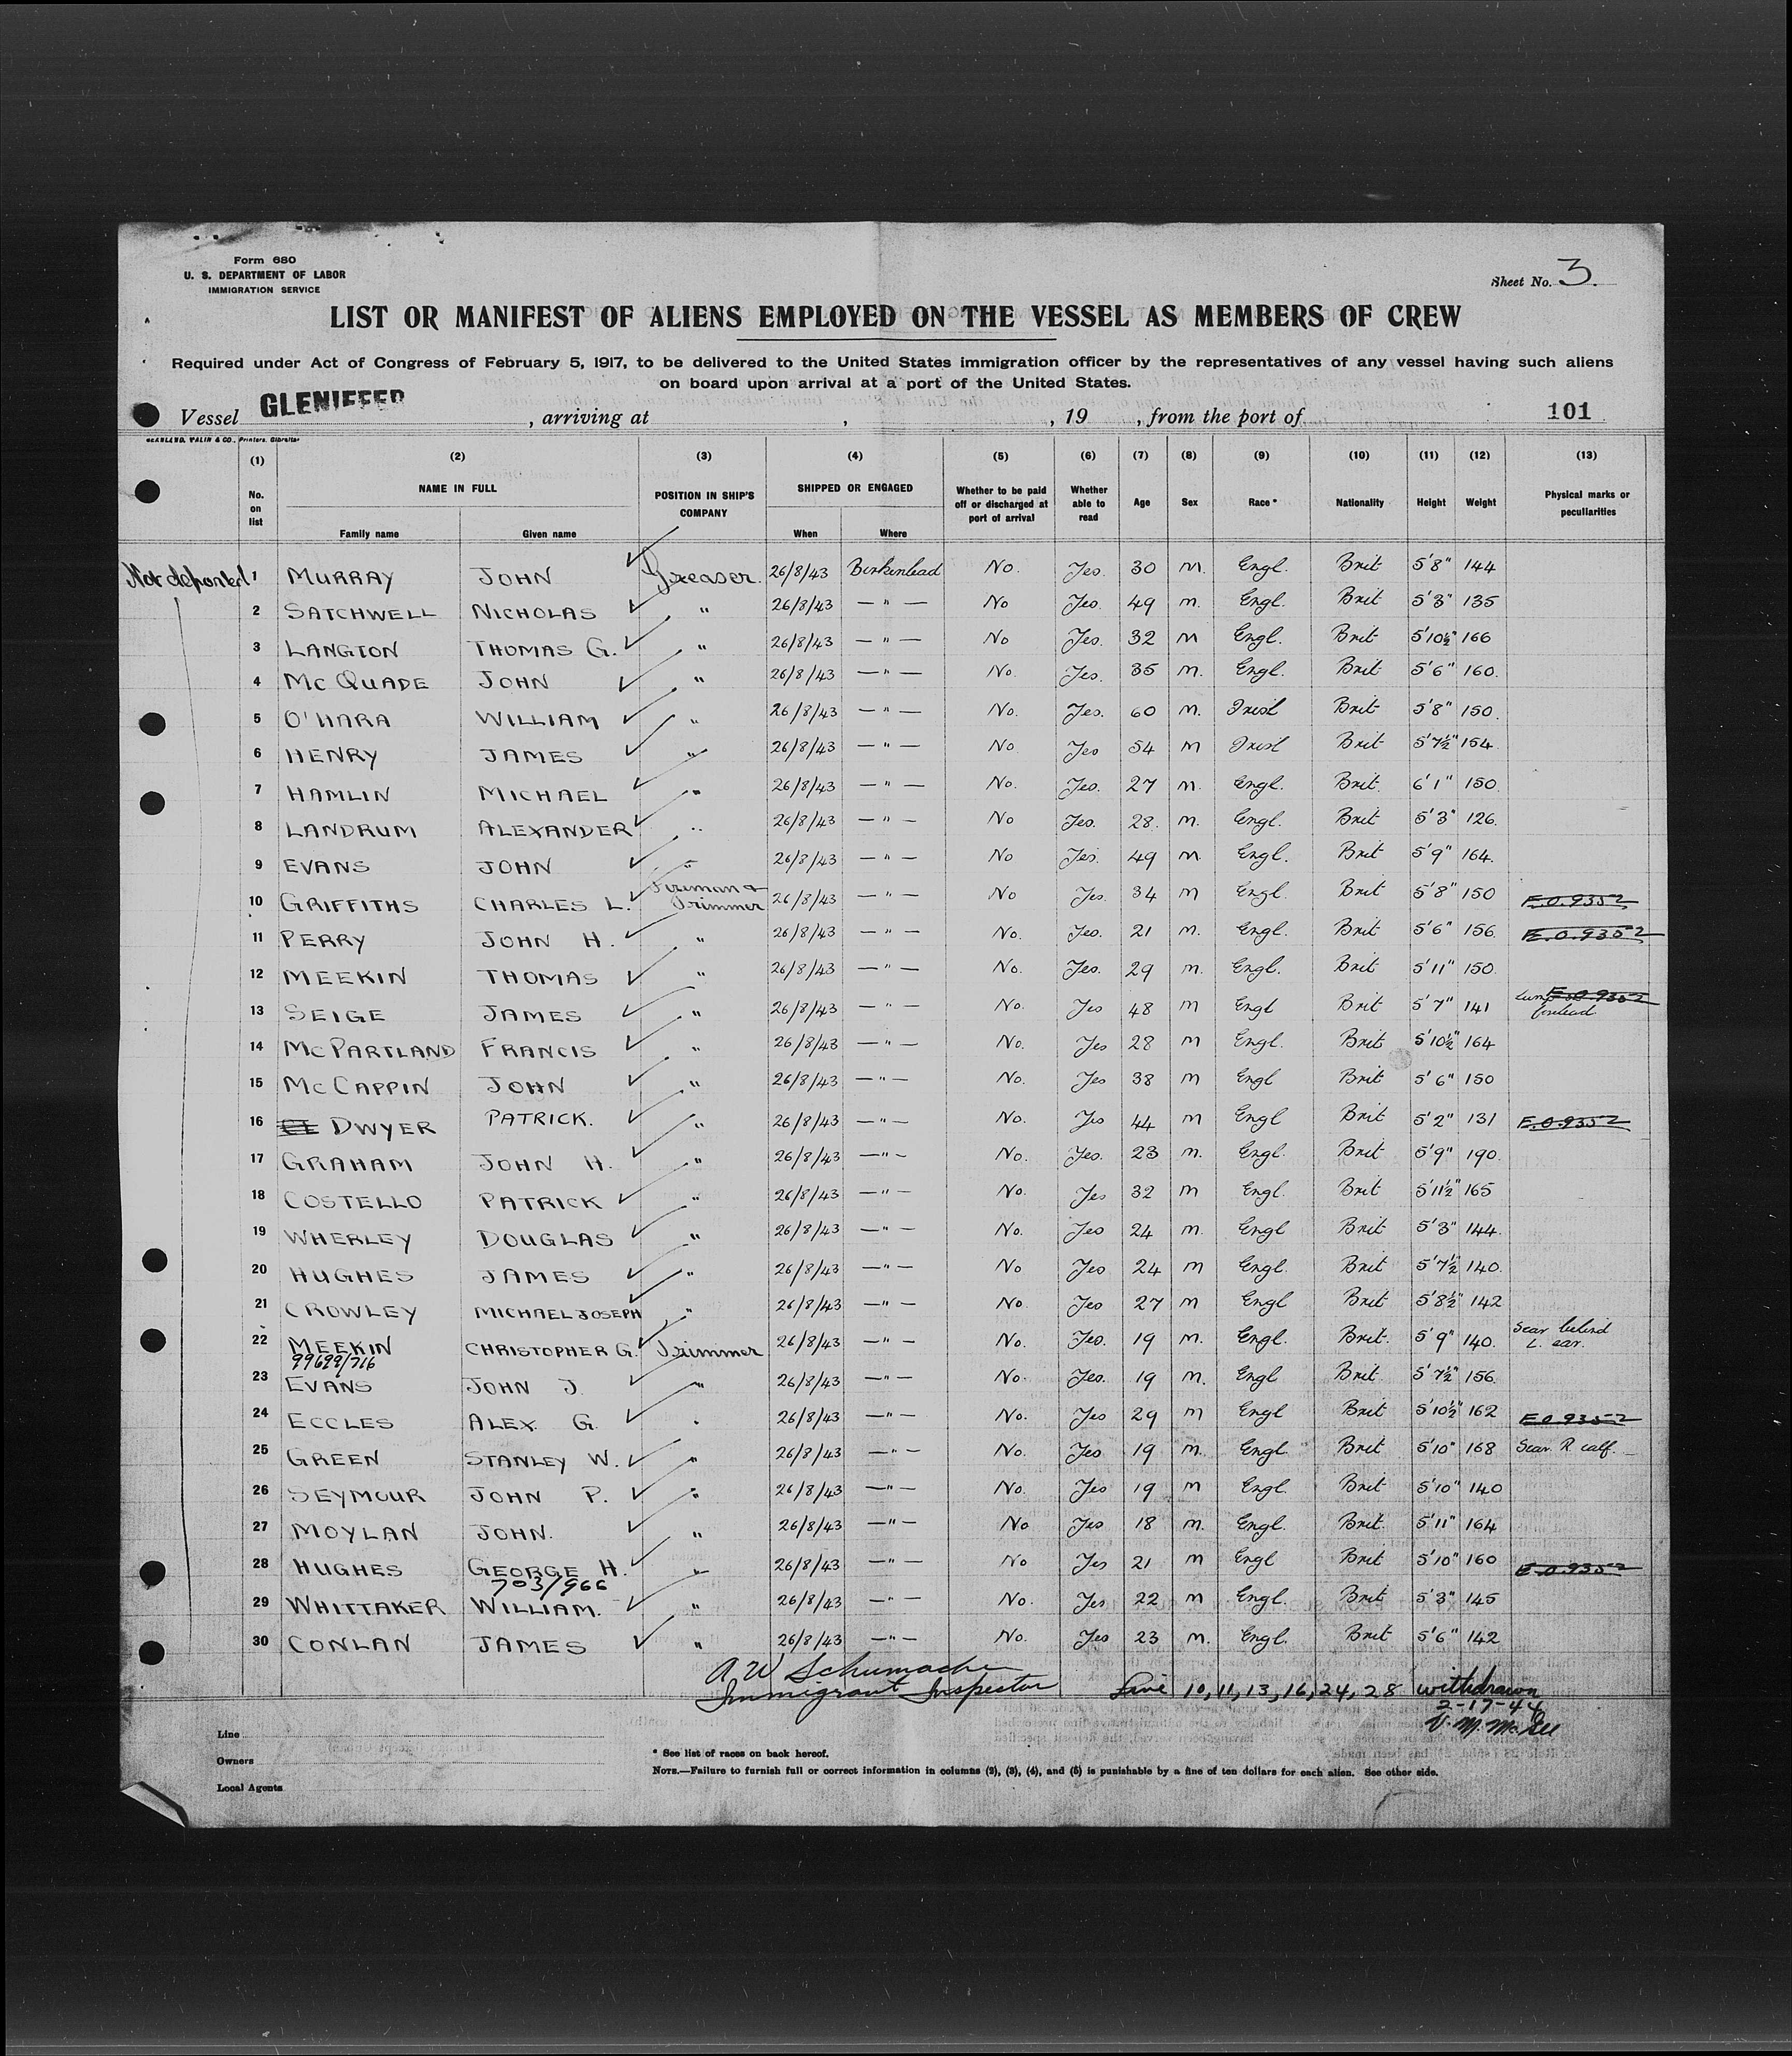 Form 680
U. S. DEPARTMENT OF LABOR
IMMIGRATION SERVICE
Sheet No. 3.
LIST OR MANIFEST OF ALIENS EMPLOYED ON THE VESSEL AS MEMBERS OF CREW
Required under Act of Congress of February 5, 1917, to be delivered to the United States immigration officer by the representatives of any vessel having such aliens
on board upon arrival at a port of the United States.
Vessel GLENIFFER , arriving at , , 19 , from the port of 101
BEANLAND, MALIN & CO., Printers, Gibraltar
(1) (2) (3) (4) (5) (6) (7) (8) (9) (10) (11) (12) (13)
No. on list NAME IN FULL Family name Given name POSITION IN SHIP'S COMPANY SHIPPED OR ENGAGED When Where Whether to be paid off or discharged at port of arrival Whether able to read Age Sex Race* Nationality Height Weight Physical marks or peculiarities
Not deported 1 MURRAY JOHN Greaser. 26/8/43 Birkenhead No. Yes. 30 m. Engl. Brit 5'8" 144
2 SATCHWELL NICHOLAS " 26/8/43 — " — No Yes. 49 m. Engl. Brit 5'3" 135
3 LANGTON THOMAS G. " 26/8/43 — " — No Yes. 32 m Engl. Brit 5'10½" 166
4 MC QUADE JOHN " 26/8/43 — " — No. Yes. 35 m. Engl. Brit 5'6" 160.
5 O'HARA WILLIAM " 26/8/43 — " — No. Yes. 60 m. Irish Brit 5'8" 150.
6 HENRY JAMES " 26/8/43 — " — No. Yes 54 m Irish Brit 5'7½" 154.
7 HAMLIN MICHAEL " 26/8/43 — " — No. Yes. 27 m. Engl. Brit. 6'1" 150.
8 LANDRUM ALEXANDER " 26/8/43 — " — No Yes. 28. m. Engl. Brit 5'3" 126.
9 EVANS JOHN " 26/8/43 — " — No Yes. 49 m. Engl. Brit 5'9" 164.
10 GRIFFITHS CHARLES L. Fireman & Trimmer 26/8/43 — " — No Yes. 34 m Engl. Brit 5'8" 150 E.O.9352
11 PERRY JOHN H. " 26/8/43 — " — No. Yes. 21 m. Engl. Brit 5'6" 156. E.O.9352
12 MEEKIN THOMAS " 26/8/43 — " — No. Yes. 29 m. Engl. Brit 5'11" 150.
13 SEIGE JAMES " 26/8/43 — " — No. Yes 48 m Engl Brit 5'7" 141 E.O.9352 forehead
14 MCPARTLAND FRANCIS " 26/8/43 — " — No. Yes 28 m Engl. Brit 5'10½" 164
15 MCCAPPIN JOHN " 26/8/43 — " — No. Yes 38 m Engl Brit 5'6" 150
16 DWYER PATRICK. " 26/8/43 — " — No. Yes 44 m Engl Brit 5'2" 131 E.O.9352
17 GRAHAM JOHN H. " 26/8/43 — " — No. Yes. 23 m. Engl. Brit 5'9" 190.
18 COSTELLO PATRICK " 26/8/43 — " — No. Yes 32 m Engl. Brit 5'11½" 165
19 WHERLEY DOUGLAS " 26/8/43 — " — No. Yes 24 m. Engl Brit 5'3" 144.
20 HUGHES JAMES " 26/8/43 — " — No Yes 24 m Engl. Brit 5'7½" 140.
21 CROWLEY MICHAEL JOSEPH " 26/8/43 — " — No. Yes 27 m Engl Brit 5'8½" 142
22 MEEKIN CHRISTOPHER G. Trimmer 26/8/43 — " — No. Yes. 19 m. Engl. Brit. 5'9" 140. Scar behind L. ear.
99699/716
23 EVANS JOHN J. " 26/8/43 — " — No. Yes. 19 m. Engl Brit. 5'7½" 156.
24 ECCLES ALEX. G. " 26/8/43 — " — No. Yes 29 m Engl Brit 5'10½" 162 E.O.9352
25 GREEN STANLEY W. " 26/8/43 — " — No. Yes 19 m. Engl. Brit 5'10" 168 Scar R. calf.
26 SEYMOUR JOHN P. " 26/8/43 — " — No. Yes 19 m Engl. Brit 5'10" 140
27 MOYLAN JOHN. " 26/8/43 — " — No Yes 18 m. Engl. Brit. 5'11" 164
28 HUGHES GEORGE H. " 26/8/43 — " — No Yes 21 m Engl Brit 5'10" 160 E.O.9352
703/966
29 WHITTAKER WILLIAM. " 26/8/43 — " — No. Yes 22 m Engl. Brit 5'3" 145
30 CONLAN JAMES " 26/8/43 — " — No. Yes 23 m. Engl. Brit 5'6" 142
A. W Schumacher
Immigrant Inspector
Line 10, 11, 13, 16, 24, 28 withdrawn
2-17-44
V. M. McGee
Line
Owners
Local Agents
* See list of races on back hereof.
NOTE.—Failure to furnish full or correct information in columns (2), (3), (4), and (5) is punishable by a fine of ten dollars for each alien. See other side.